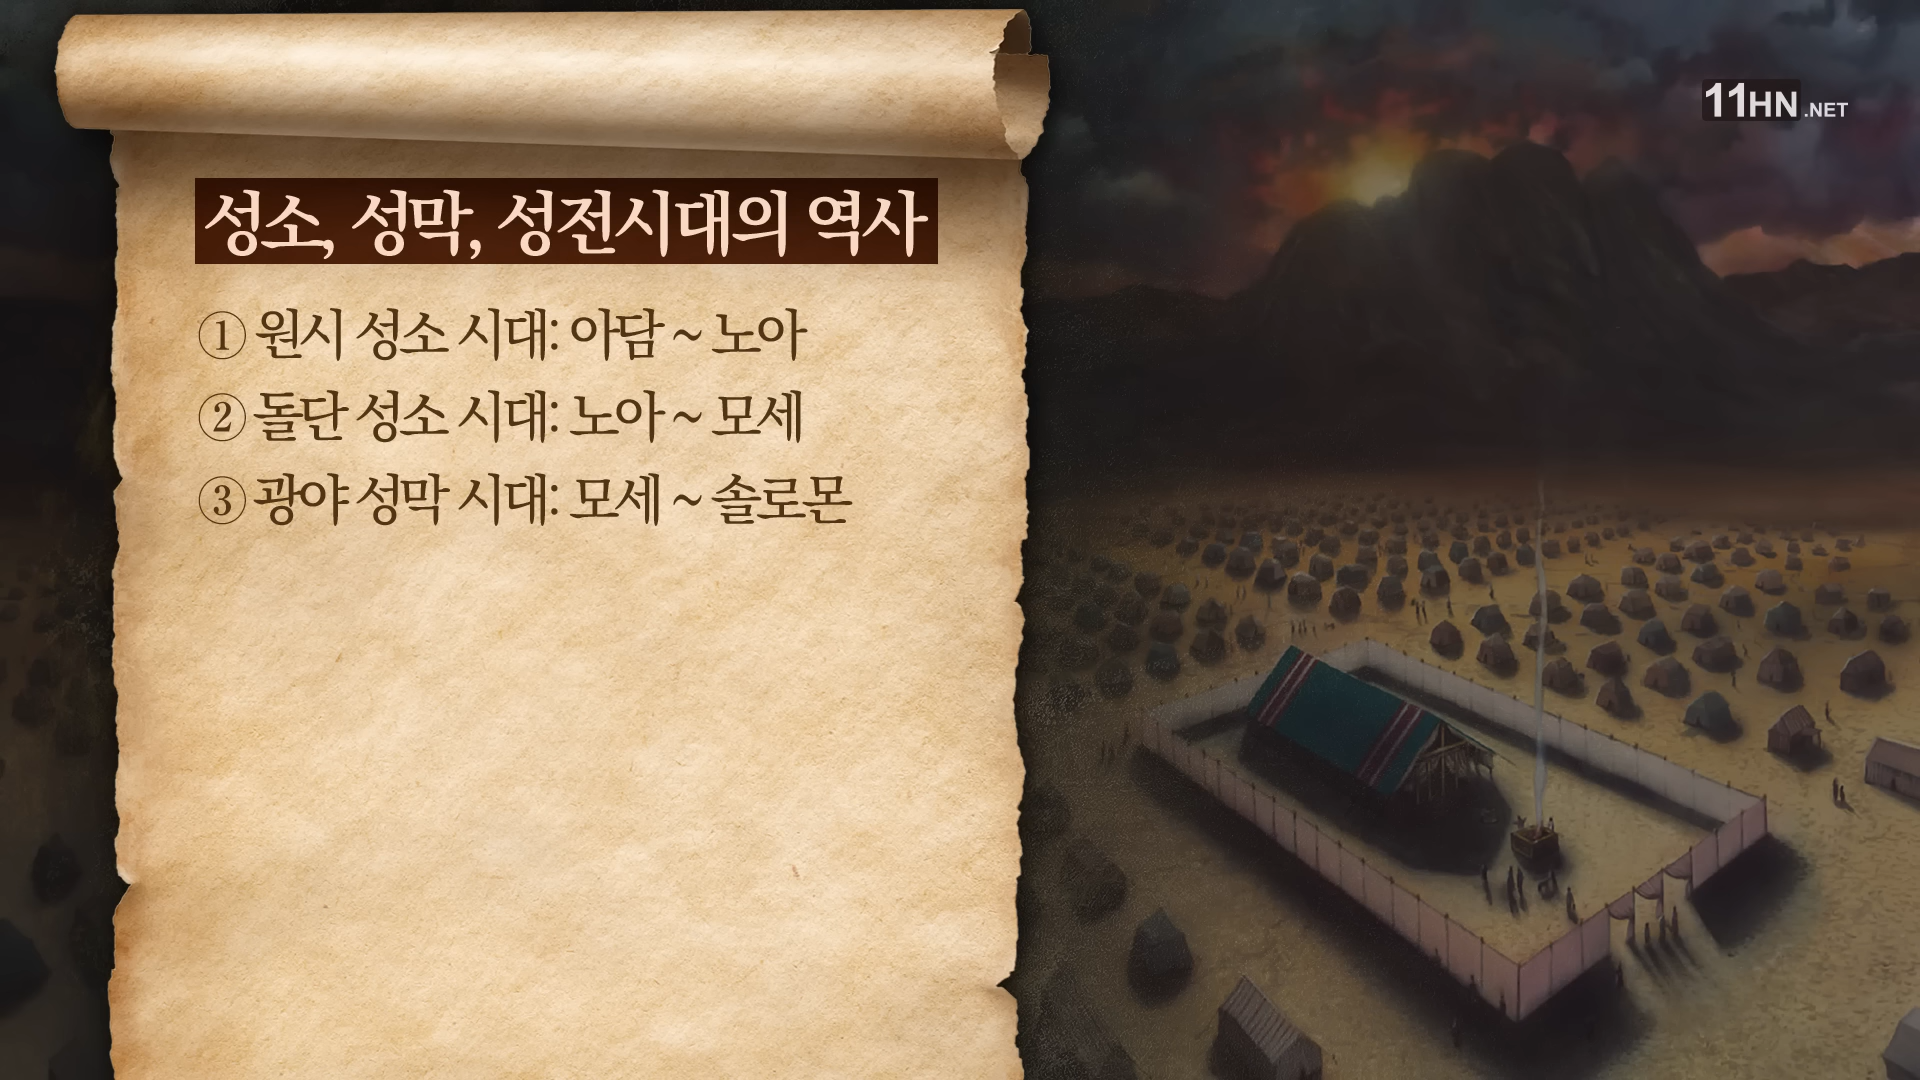 성소, 성막, 성전시대의 역사
① 원시 성소 시대: 아담 ~ 노아
② 돌단 성소 시대: 노아 ~ 모세
③ 광야 성막 시대: 모세 ~ 솔로몬
11HN.NET